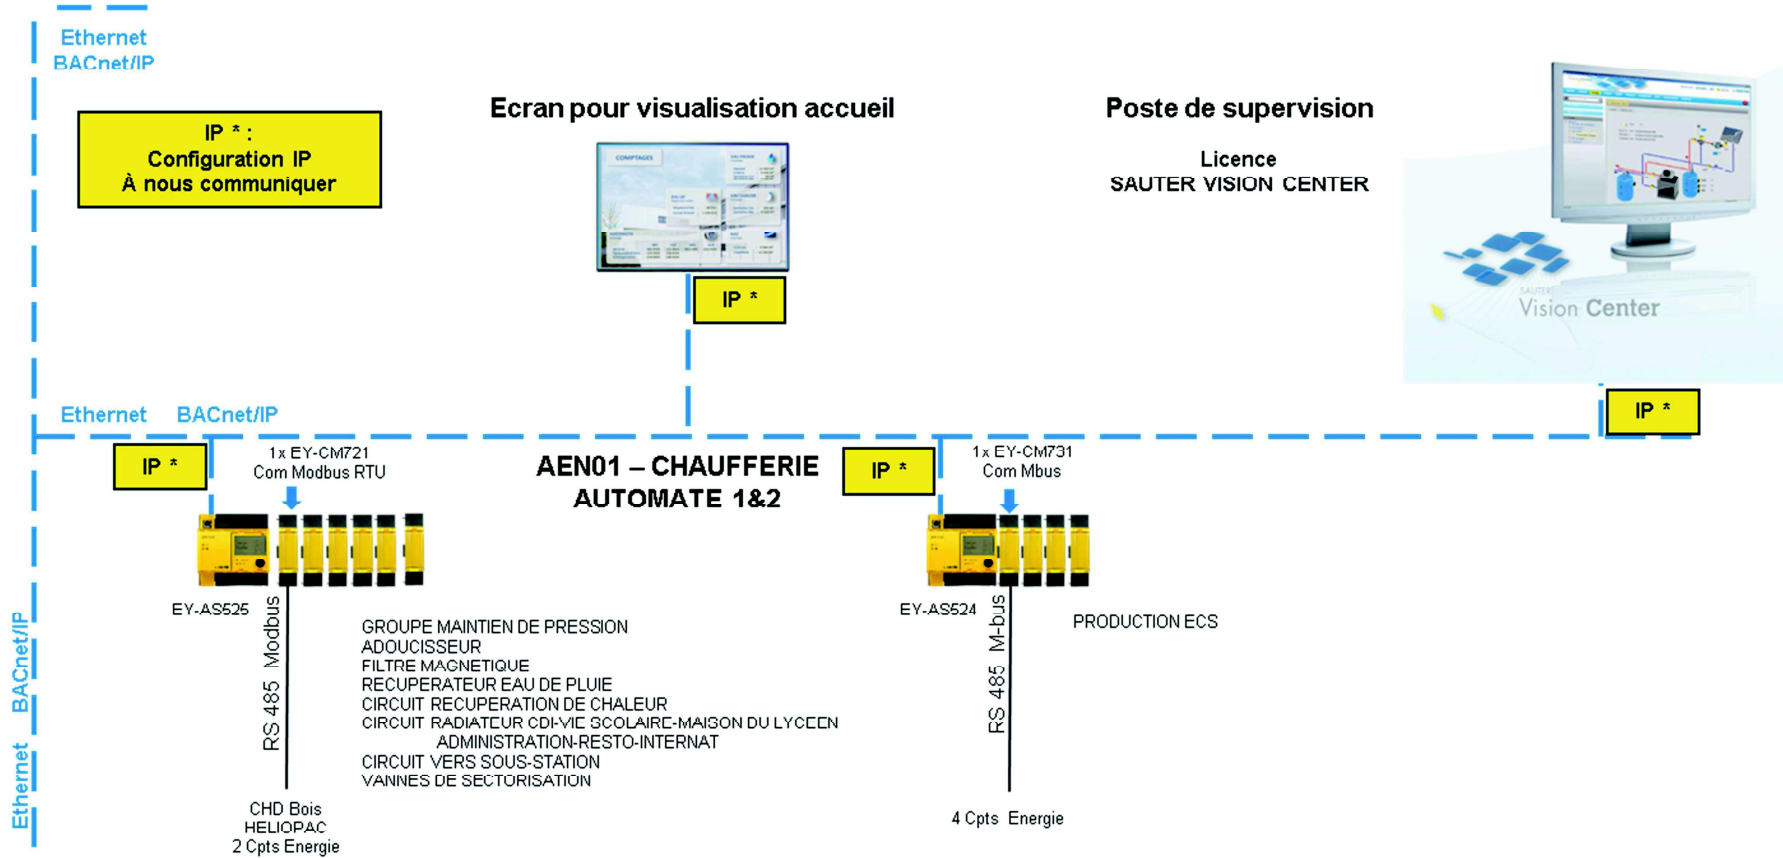 Ethernet
BACnet/IP
IP * :
Configuration IP
À nous communiquer
Ecran pour visualisation accueil
COMPTAGES
IP *
Poste de supervision
Licence
SAUTER VISION CENTER
SAUTER
Vision Center
IP *
Ethernet BACnet/IP
IP *
1x EY-CM721
Com Modbus RTU
AEN01 – CHAUFFERIE
AUTOMATE 1&2
IP *
1x EY-CM731
Com Mbus
EY-AS525
RS 485 Modbus
GROUPE MAINTIEN DE PRESSION
ADOUCISSEUR
FILTRE MAGNETIQUE
RECUPERATEUR EAU DE PLUIE
CIRCUIT RECUPERATION DE CHALEUR
CIRCUIT RADIATEUR CDI-VIE SCOLAIRE-MAISON DU LYCEEN
ADMINISTRATION-RESTO-INTERNAT
CIRCUIT VERS SOUS-STATION
VANNES DE SECTORISATION
CHD Bois
HELIOPAC
2 Cpts Energie
EY-AS524
RS 485 M-bus
PRODUCTION ECS
4 Cpts Energie
Ethernet BACnet/IP